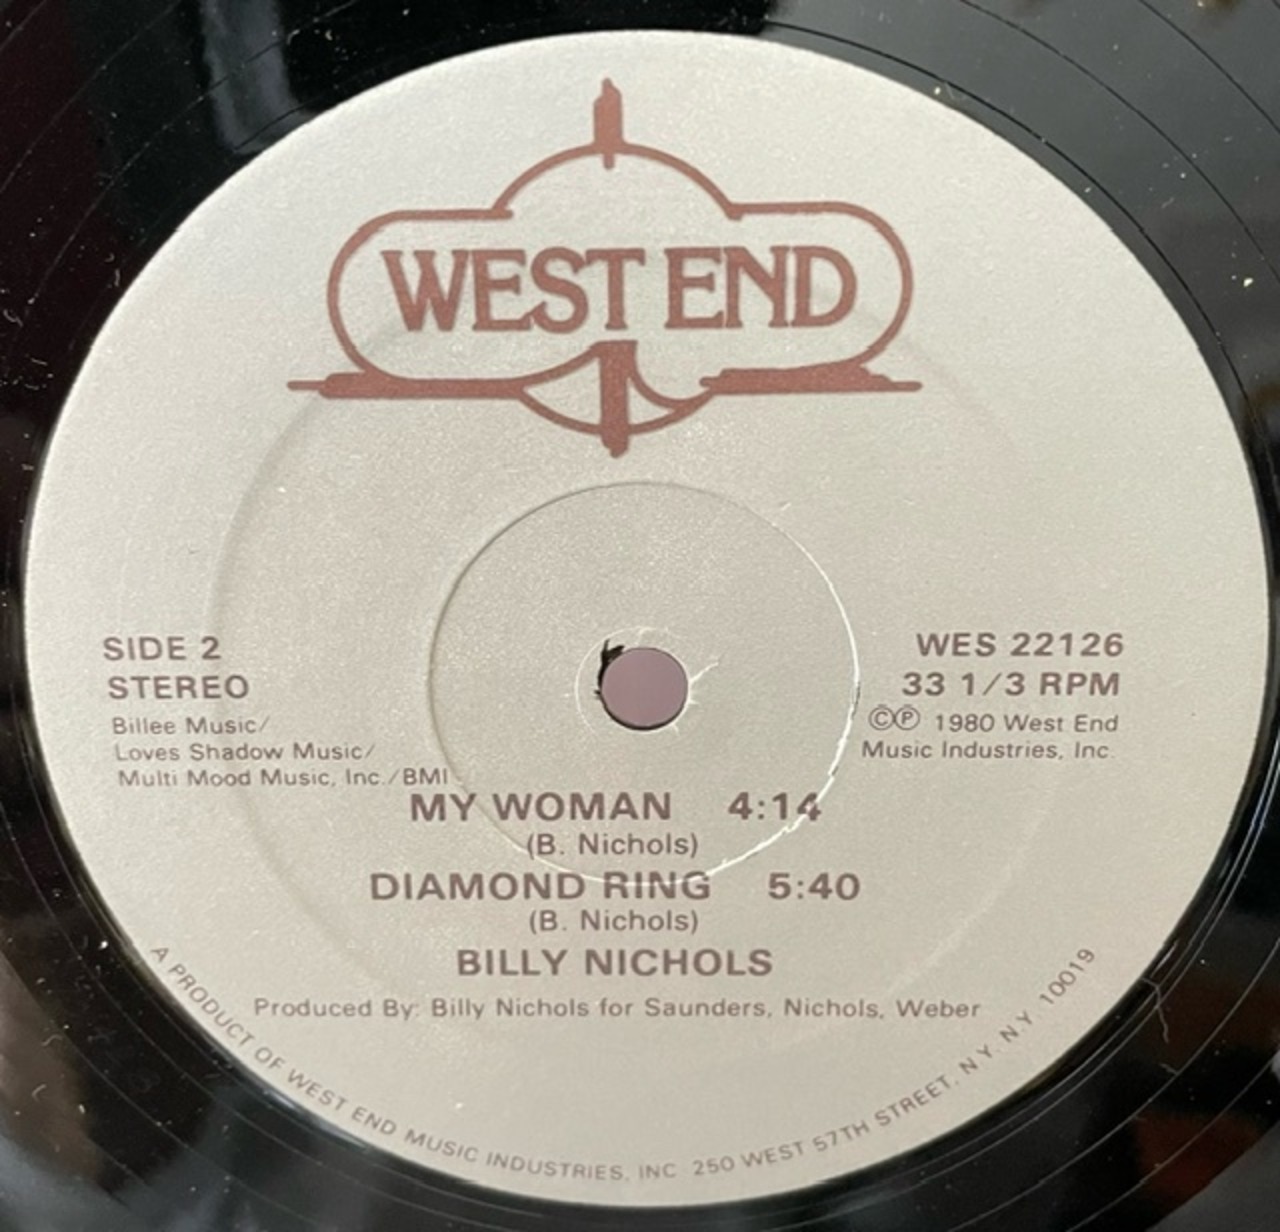 WEST END
SIDE 2
STEREO
Billee Music/
Loves Shadow Music/
Multi Mood Music, Inc./BMI
WES 22126
33 1/3 RPM
©℗ 1980 West End
Music Industries, Inc.
MY WOMAN 4:14
(B. Nichols)
DIAMOND RING 5:40
(B. Nichols)
BILLY NICHOLS
Produced By: Billy Nichols for Saunders, Nichols, Weber
A PRODUCT OF WEST END MUSIC INDUSTRIES, INC. 250 WEST 57TH STREET, N.Y. N.Y. 10019